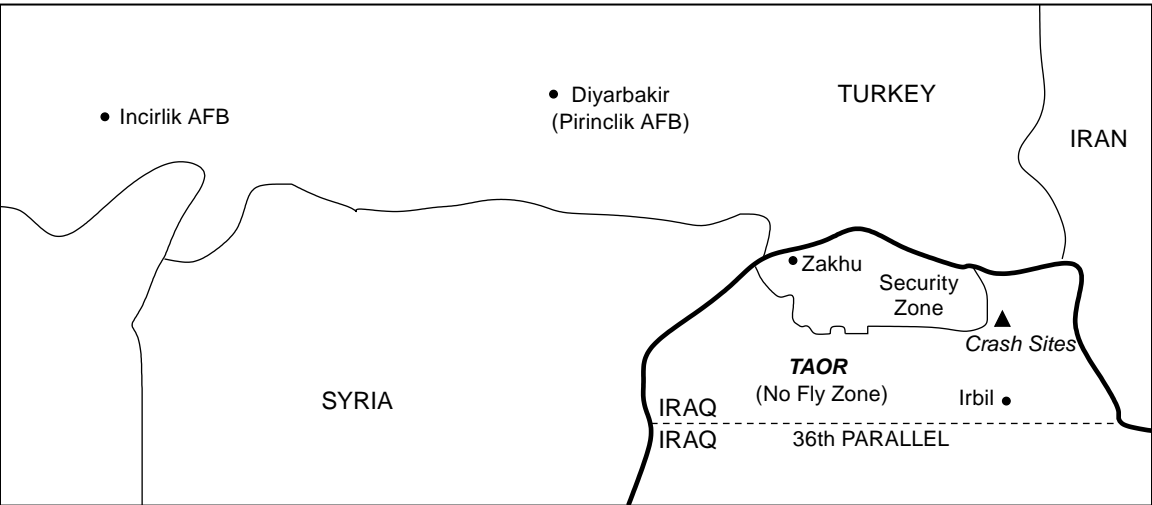 Incirlik AFB
Diyarbakir
(Pirinclik AFB)
TURKEY
IRAN
Zakhu
Security
Zone
Crash Sites
TAOR
(No Fly Zone)
Irbil
SYRIA
IRAQ
IRAQ
36th PARALLEL